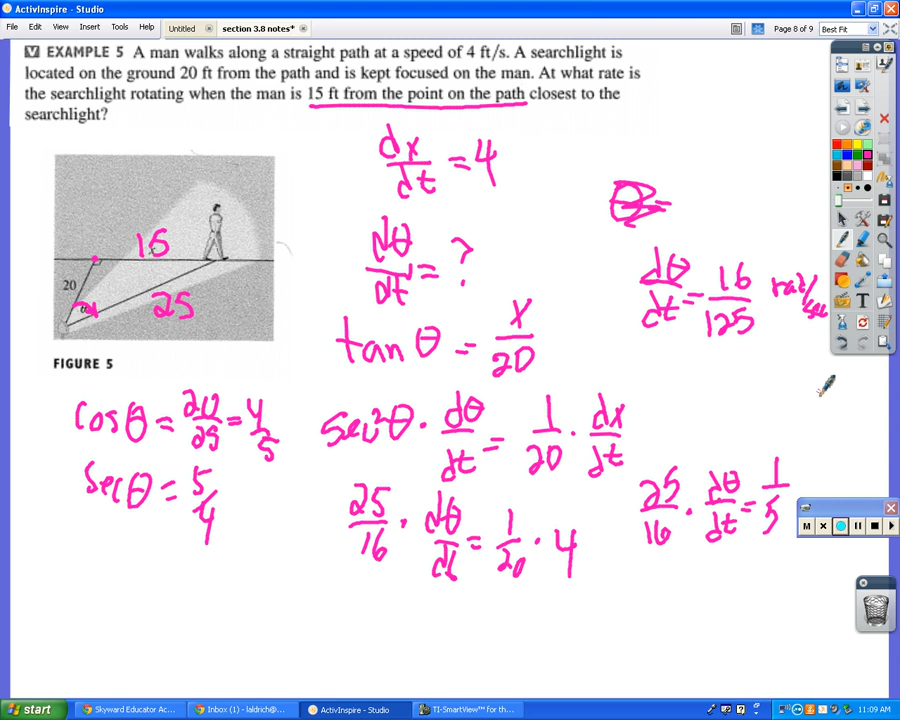 ActivInspire - Studio
File Edit View Insert Tools Help
Untitled
section 3.8 notes*
Page 8 of 9
Best Fit
V EXAMPLE 5 A man walks along a straight path at a speed of 4 ft/s. A searchlight is
located on the ground 20 ft from the path and is kept focused on the man. At what rate is
the searchlight rotating when the man is 15 ft from the point on the path closest to the
searchlight?
dx/dt = 4
θ =
15
20
θ
25
dθ/dt = ?
dθ/dt = 16/125 rad/sec
tan θ = x/20
FIGURE 5
cos θ = 20/25 = 4/5
sec²θ · dθ/dt = 1/20 · dx/dt
sec θ = 5/4
25/16 · dθ/dt = 1/20 · 4
25/16 · dθ/dt = 1/5
M
start
Skyward Educator Ac...
Inbox (1) - laldrich@...
ActivInspire - Studio
TI-SmartView™ for th...
11:09 AM